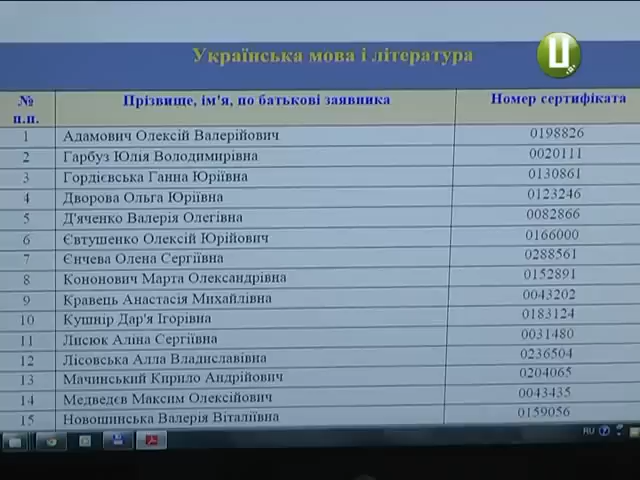 Українська мова і література
№ п.п. Прізвище, ім'я, по батькові заявника Номер сертифіката
1 Адамович Олексій Валерійович 0198826
2 Гарбуз Юлія Володимирівна 0020111
3 Гордієвська Ганна Юріївна 0130861
4 Дворова Ольга Юріївна 0123246
5 Д'яченко Валерія Олегівна 0082866
6 Євтушенко Олексій Юрійович 0166000
7 Єнчева Олена Сергіївна 0288561
8 Кононович Марта Олександрівна 0152891
9 Кравець Анастасія Михайлівна 0043202
10 Кушнір Дар'я Ігорівна 0183124
11 Лисюк Аліна Сергіївна 0031480
12 Лісовська Алла Владиславівна 0236504
13 Мачинський Кирило Андрійович 0204065
14 Медведєв Максим Олексійович 0043435
15 Новошинська Валерія Віталіївна 0159056
RU